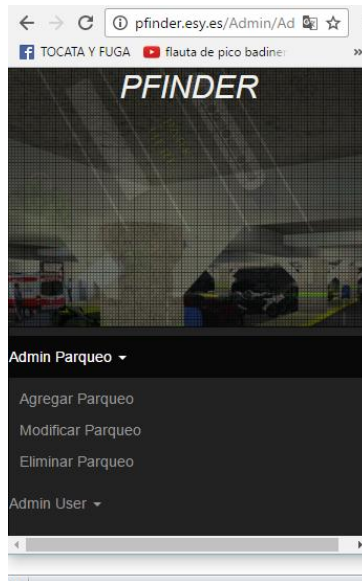 pfinder.esy.es/Admin/Ad
TOCATA Y FUGA flauta de pico badine
PFINDER
Admin Parqueo
Agregar Parqueo
Modificar Parqueo
Eliminar Parqueo
Admin User